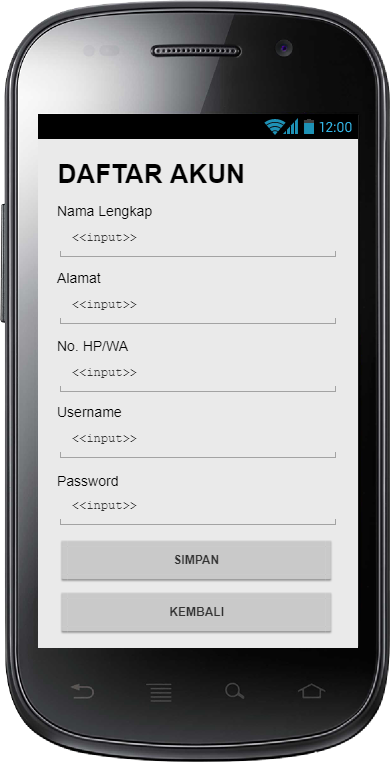 12:00
DAFTAR AKUN
Nama Lengkap
<<input>>
Alamat
<<input>>
No. HP/WA
<<input>>
Username
<<input>>
Password
<<input>>
SIMPAN
KEMBALI